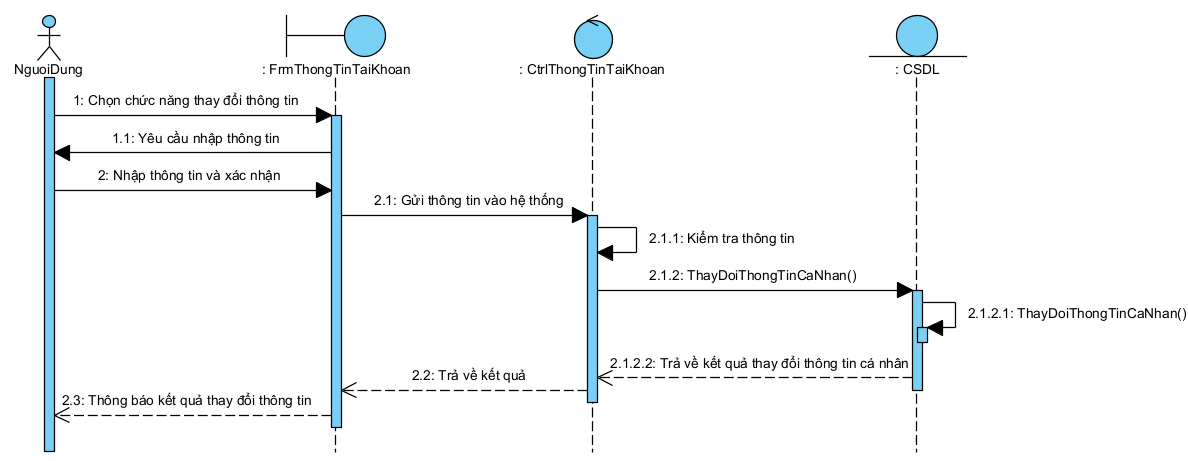 NguoiDung
: FrmThongTinTaiKhoan
: CtrlThongTinTaiKhoan
: CSDL
1: Chọn chức năng thay đổi thông tin
1.1: Yêu cầu nhập thông tin
2: Nhập thông tin và xác nhận
2.1: Gửi thông tin vào hệ thống
2.1.1: Kiểm tra thông tin
2.1.2: ThayDoiThongTinCaNhan()
2.1.2.1: ThayDoiThongTinCaNhan()
2.1.2.2: Trả về kết quả thay đổi thông tin cá nhân
2.2: Trả về kết quả
2.3: Thông báo kết quả thay đổi thông tin